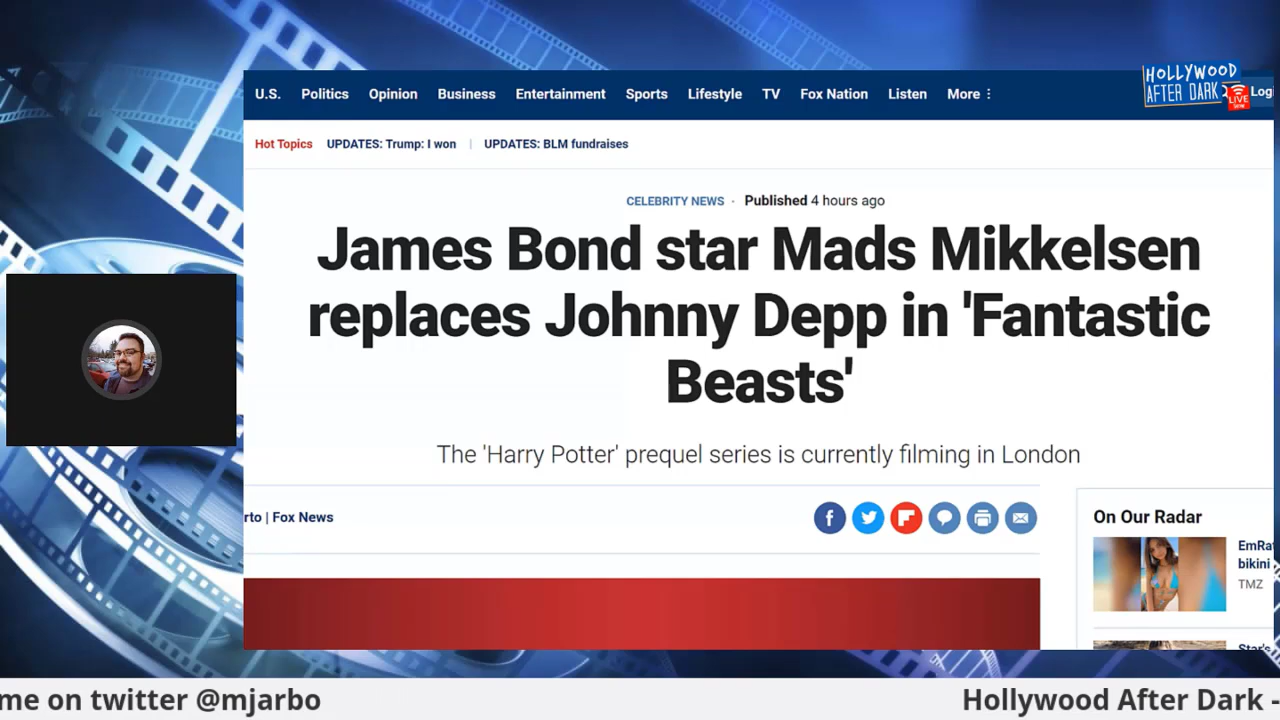 HOLLYWOOD
AFTER DARK
LIVE
Show
U.S. Politics Opinion Business Entertainment Sports Lifestyle TV Fox Nation Listen More
Hot Topics UPDATES: Trump: I won | UPDATES: BLM fundraises
CELEBRITY NEWS · Published 4 hours ago
James Bond star Mads Mikkelsen
replaces Johnny Depp in 'Fantastic
Beasts'
The 'Harry Potter' prequel series is currently filming in London
rto | Fox News
On Our Radar
bikini
TMZ
me on twitter @mjarbo
Hollywood After Dark -